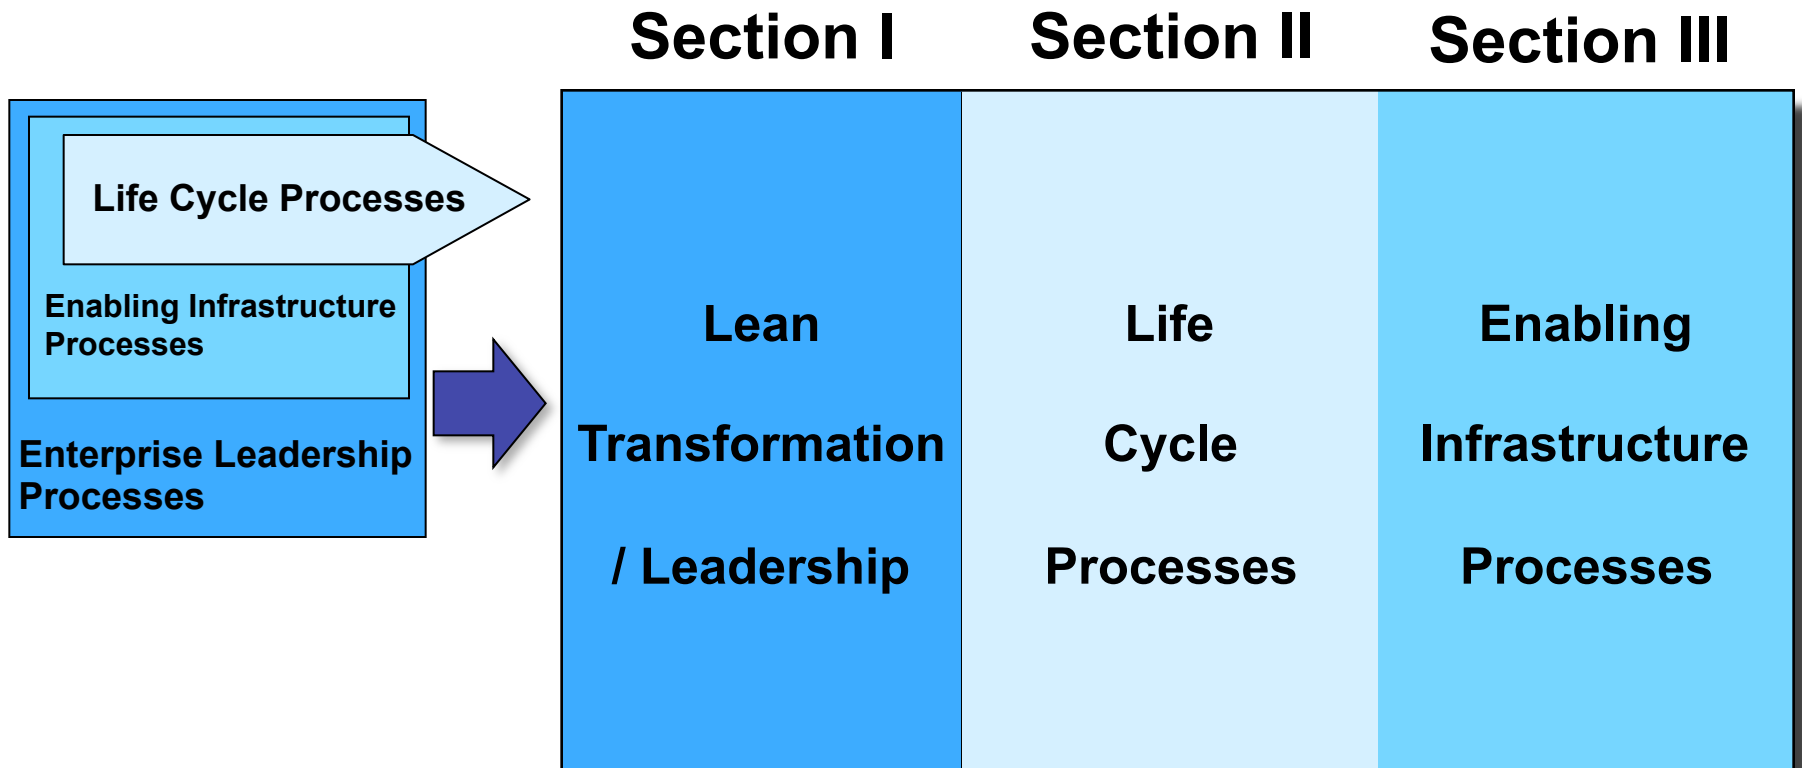 Section I
Section II
Section III
Life Cycle Processes
Enabling Infrastructure
Processes
Enterprise Leadership
Processes
Lean
Transformation
/ Leadership
Life
Cycle
Processes
Enabling
Infrastructure
Processes